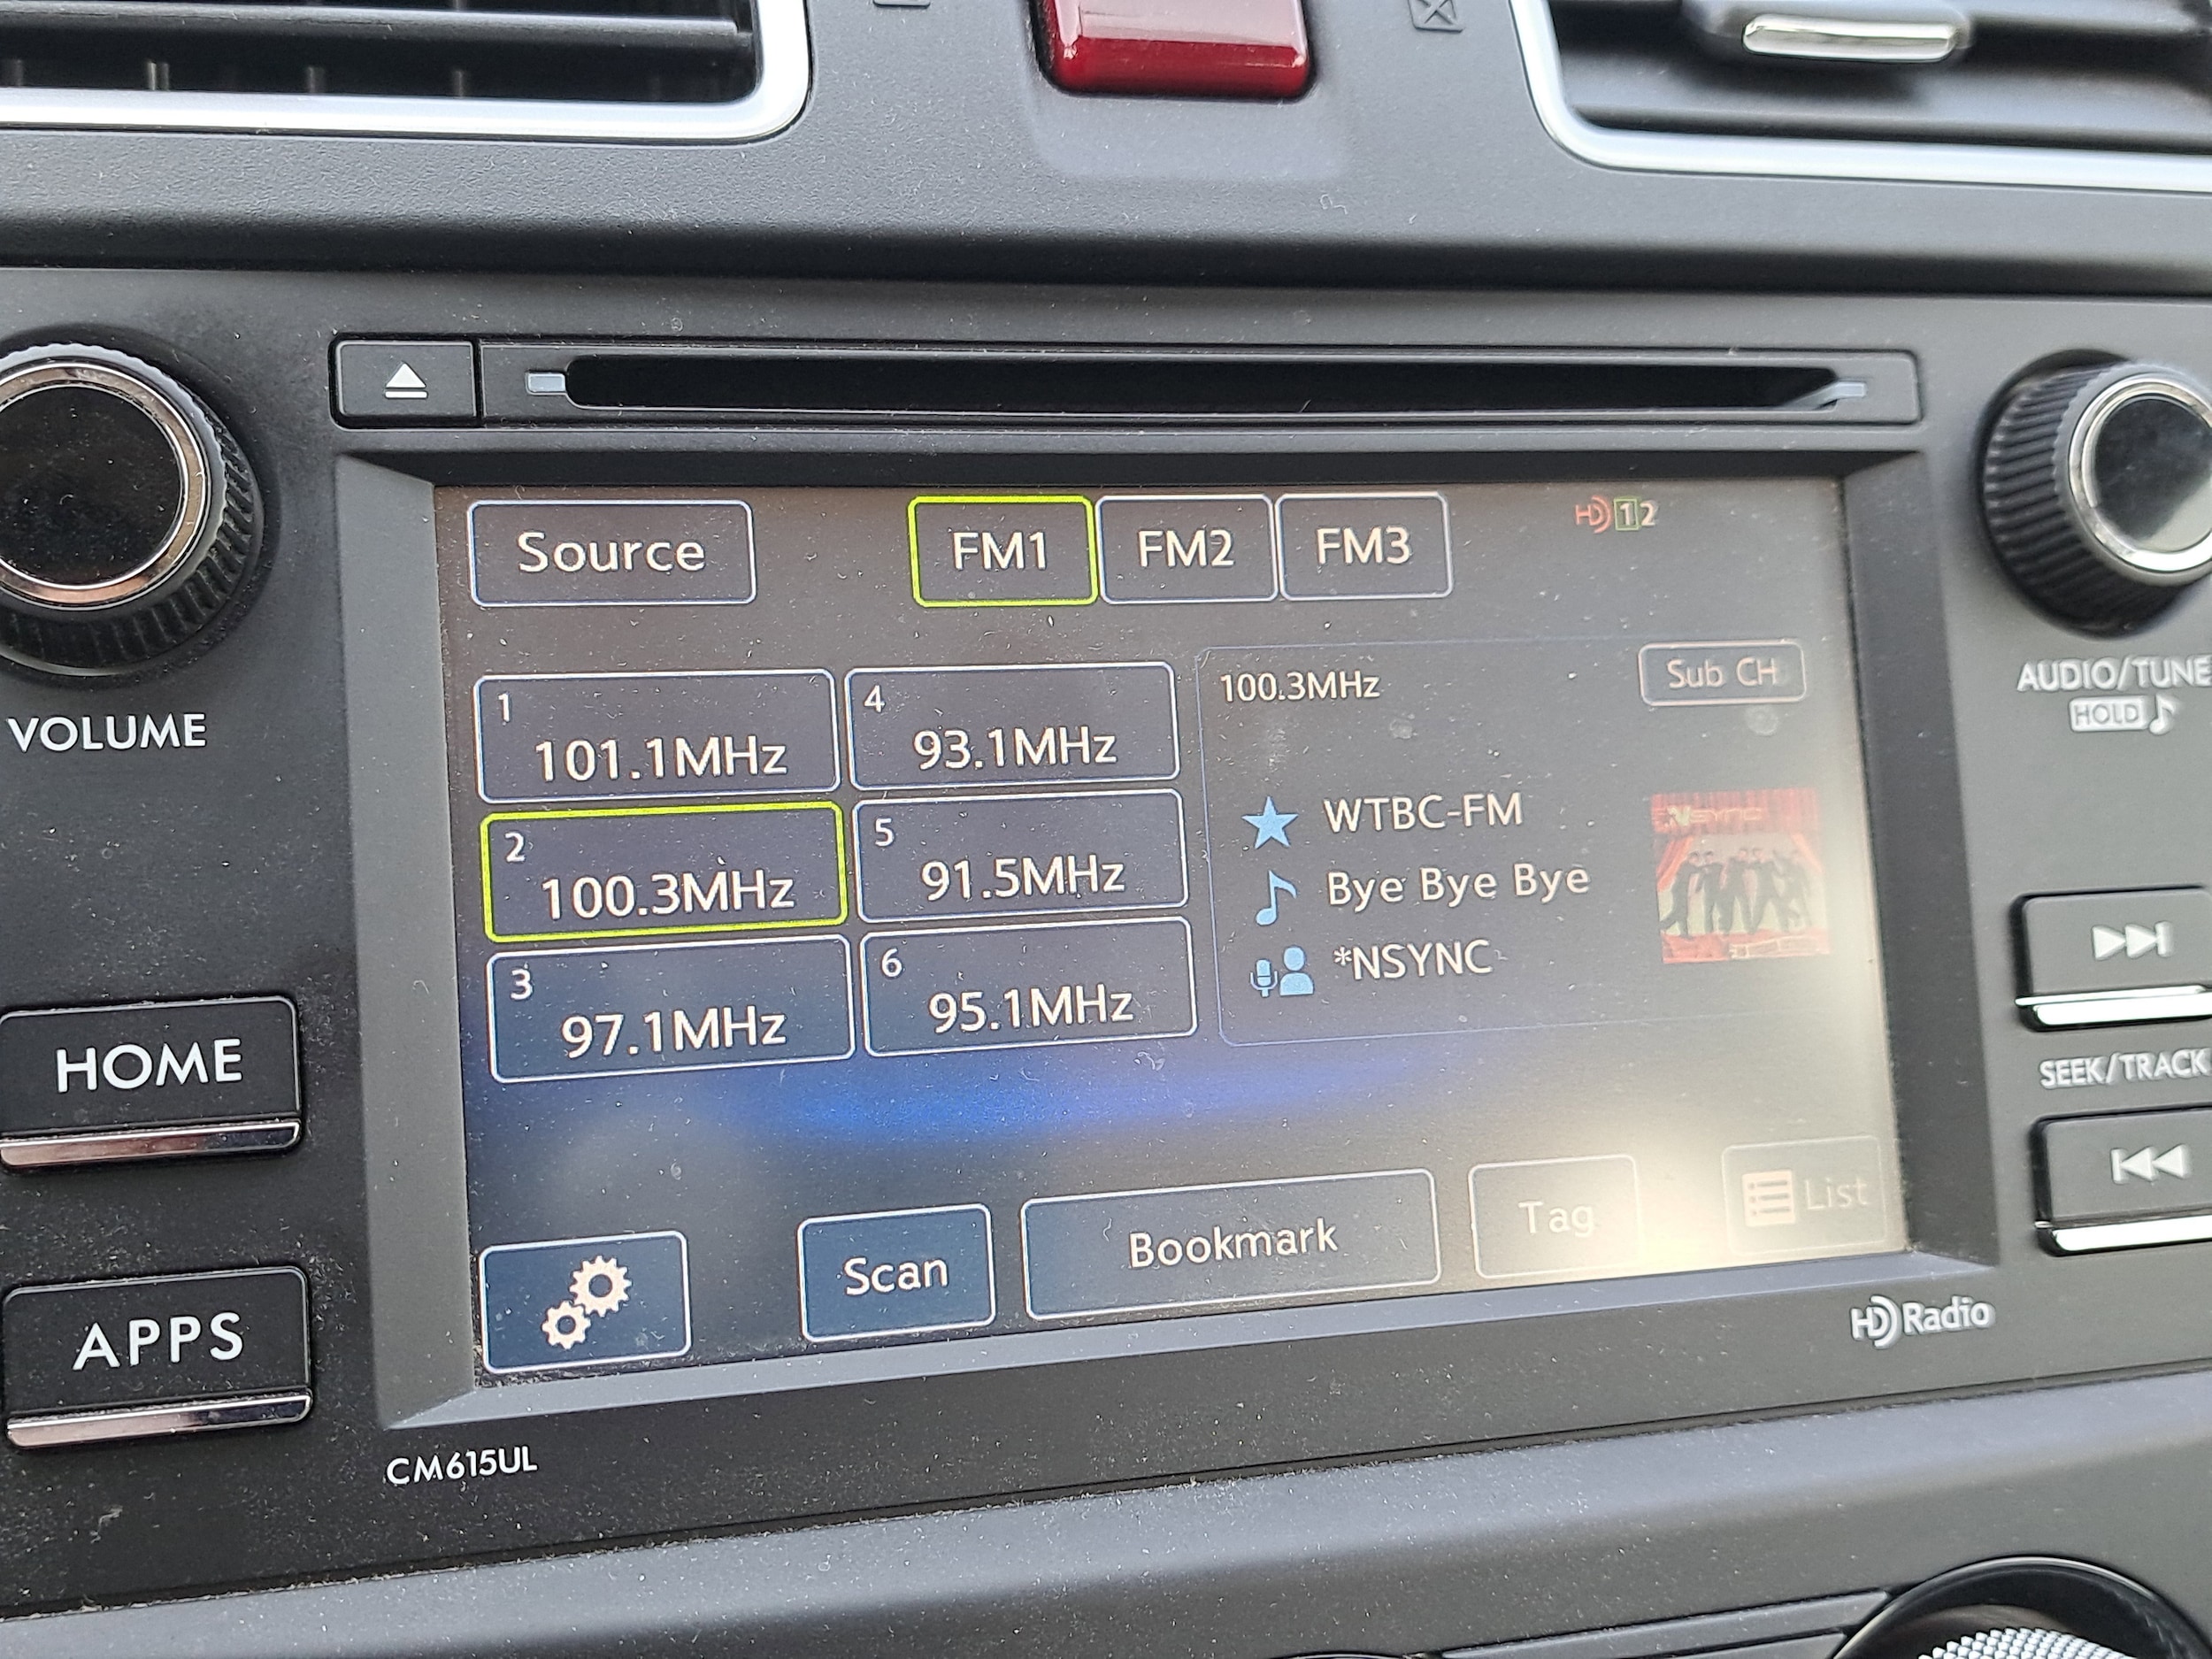 VOLUME
HOME
APPS
Source
FM1
FM2
FM3
HD 12
1
101.1MHz
4
93.1MHz
2
100.3MHz
5
91.5MHz
3
97.1MHz
6
95.1MHz
100.3MHz
Sub CH
WTBC-FM
Bye Bye Bye
*NSYNC
NSYNC
Scan
Bookmark
Tag
List
CM615UL
HD Radio
AUDIO/TUNE
HOLD
SEEK/TRACK